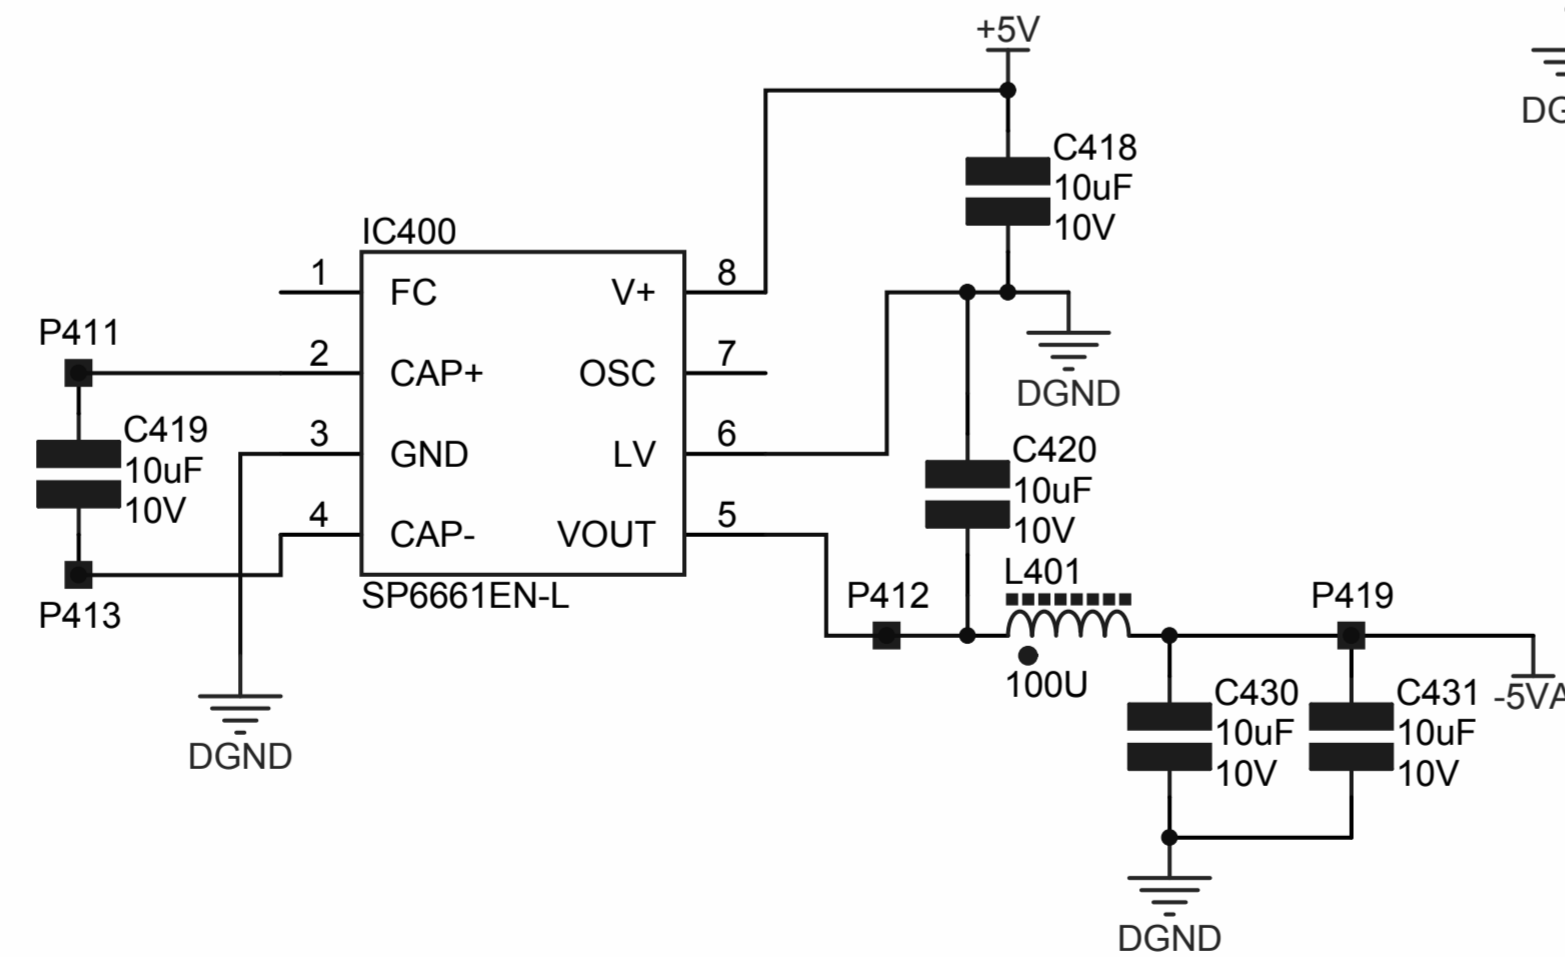 +5V
DG
C418
10uF
10V
IC400
1
FC
V+
8
P411
2
CAP+
OSC
7
DGND
C419
10uF
10V
3
GND
LV
6
C420
10uF
10V
4
CAP-
VOUT
5
P413
SP6661EN-L
L401
P412
P419
100U
C430
10uF
10V
C431
10uF
10V
-5VA
DGND
DGND